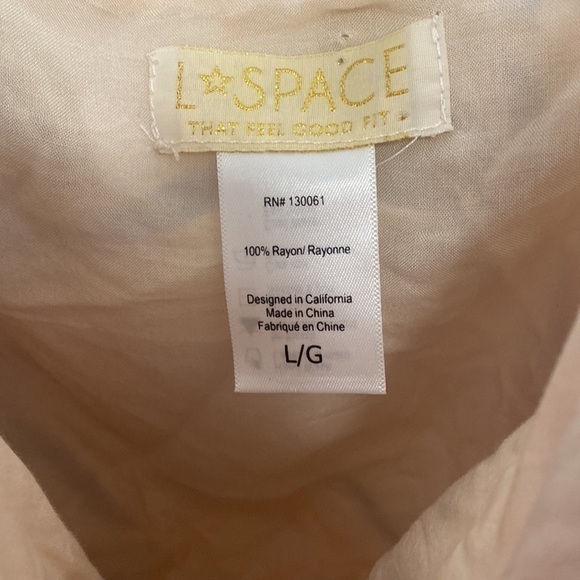 L☆SPACE
THAT FEEL GOOD FIT
RN# 130061
100% Rayon/ Rayonne
Designed in California
Made in China
Fabriqué en Chine
L/G